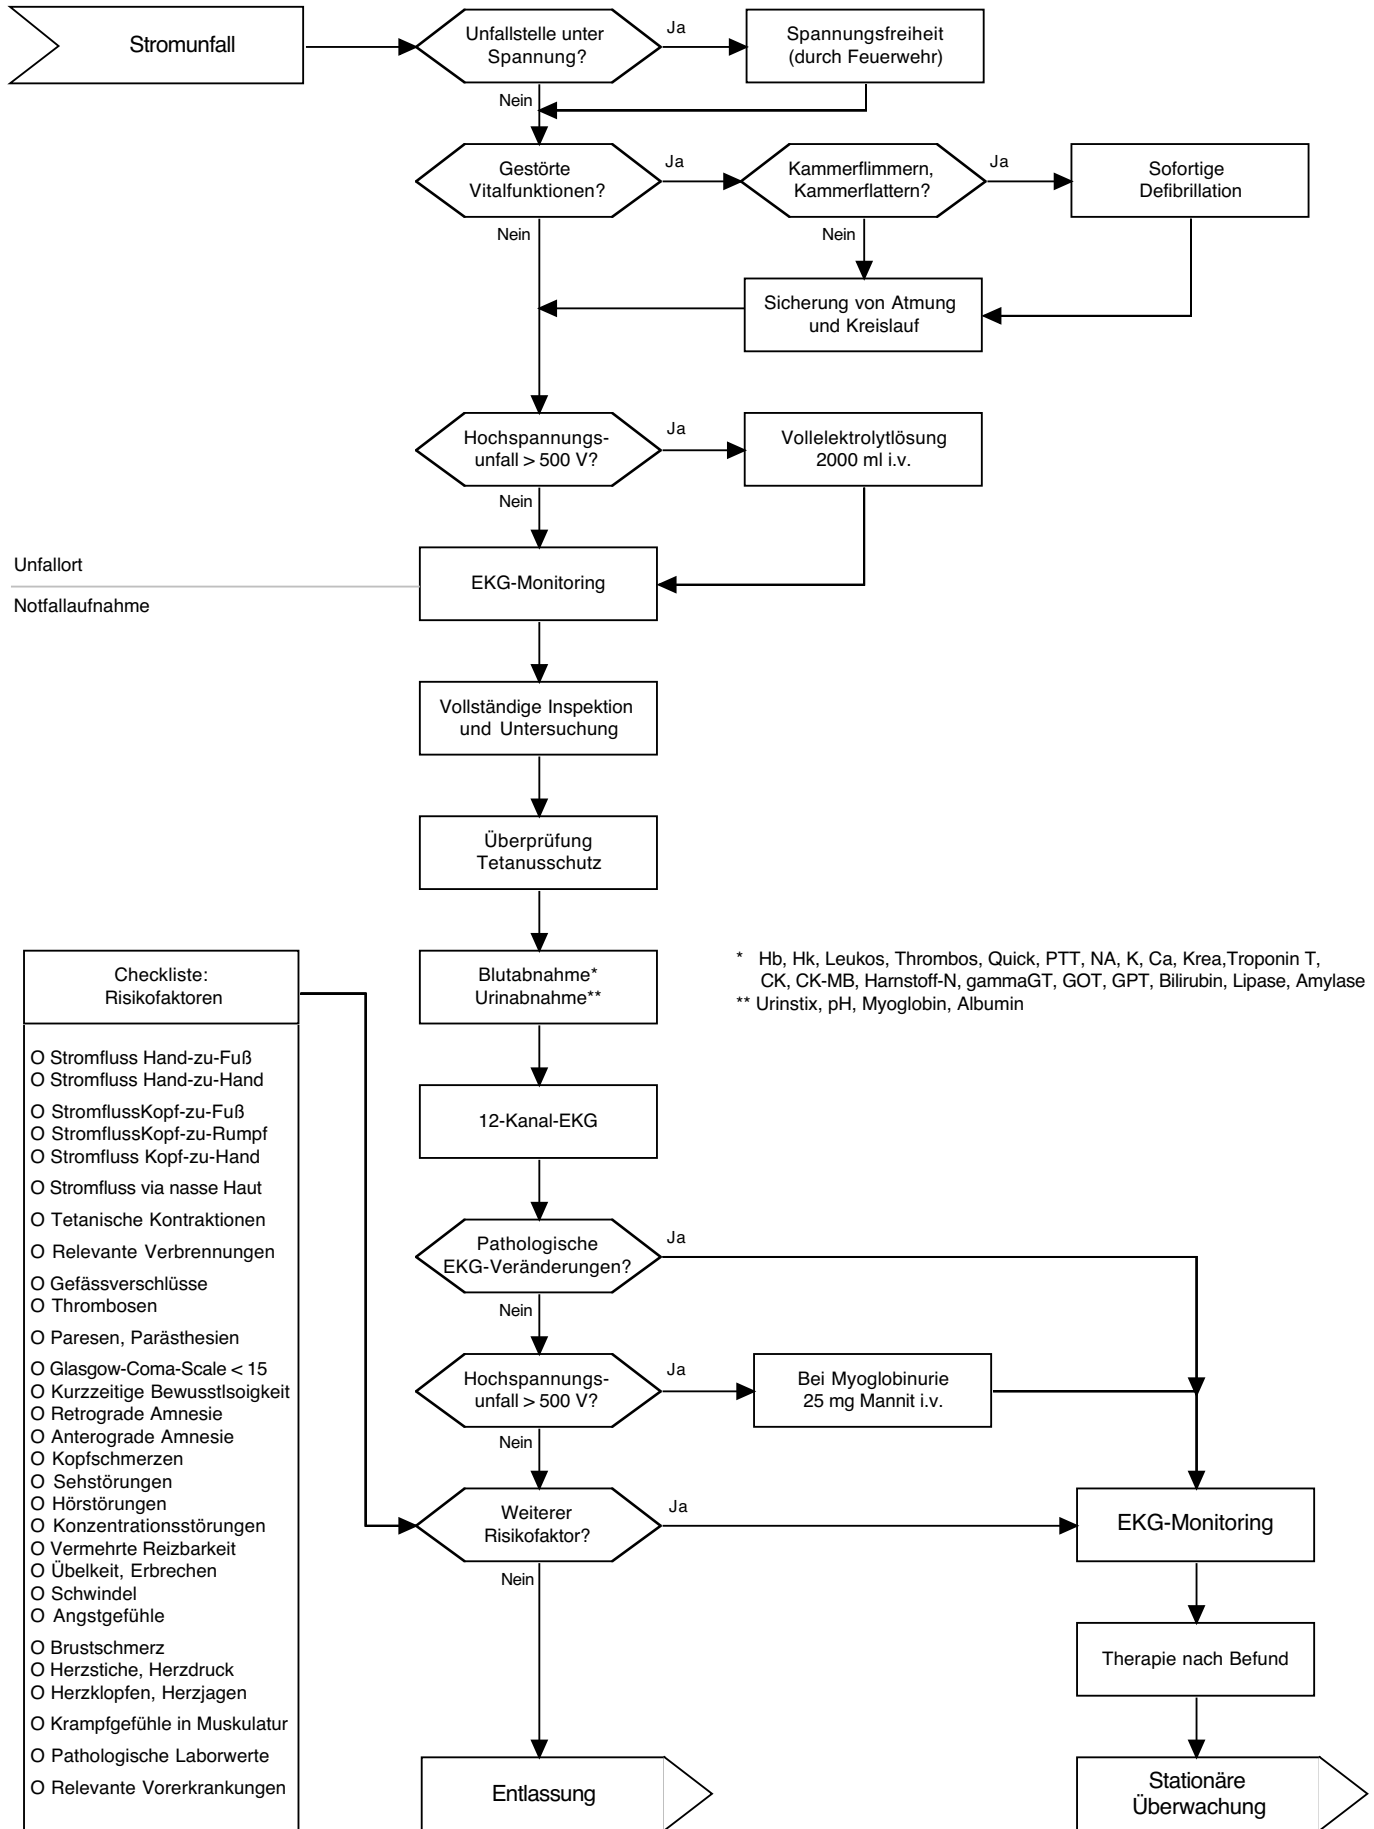 Stromunfall
Unfallstelle unter
Spannung?
Ja
Spannungsfreiheit
(durch Feuerwehr)
Nein
Gestörte
Vitalfunktionen?
Ja
Kammerflimmern,
Kammerflattern?
Ja
Sofortige
Defibrillation
Nein
Nein
Sicherung von Atmung
und Kreislauf
Hochspannungs-
unfall > 500 V?
Ja
Vollelektrolytlösung
2000 ml i.v.
Nein
Unfallort
EKG-Monitoring
Notfallaufnahme
Vollständige Inspektion
und Untersuchung
Überprüfung
Tetanusschutz
Blutabnahme*
Urinabnahme**
* Hb, Hk, Leukos, Thrombos, Quick, PTT, NA, K, Ca, Krea,Troponin T,
CK, CK-MB, Harnstoff-N, gammaGT, GOT, GPT, Bilirubin, Lipase, Amylase
** Urinstix, pH, Myoglobin, Albumin
12-Kanal-EKG
Pathologische
EKG-Veränderungen?
Ja
Nein
Hochspannungs-
unfall > 500 V?
Ja
Bei Myoglobinurie
25 mg Mannit i.v.
Nein
Weiterer
Risikofaktor?
Ja
EKG-Monitoring
Nein
Therapie nach Befund
Entlassung
Stationäre
Überwachung
Checkliste:
Risikofaktoren
O Stromfluss Hand-zu-Fuß
O Stromfluss Hand-zu-Hand
O StromflussKopf-zu-Fuß
O StromflussKopf-zu-Rumpf
O Stromfluss Kopf-zu-Hand
O Stromfluss via nasse Haut
O Tetanische Kontraktionen
O Relevante Verbrennungen
O Gefässverschlüsse
O Thrombosen
O Paresen, Parästhesien
O Glasgow-Coma-Scale < 15
O Kurzzeitige Bewusstlsoigkeit
O Retrograde Amnesie
O Anterograde Amnesie
O Kopfschmerzen
O Sehstörungen
O Hörstörungen
O Konzentrationsstörungen
O Vermehrte Reizbarkeit
O Übelkeit, Erbrechen
O Schwindel
O Angstgefühle
O Brustschmerz
O Herzstiche, Herzdruck
O Herzklopfen, Herzjagen
O Krampfgefühle in Muskulatur
O Pathologische Laborwerte
O Relevante Vorerkrankungen